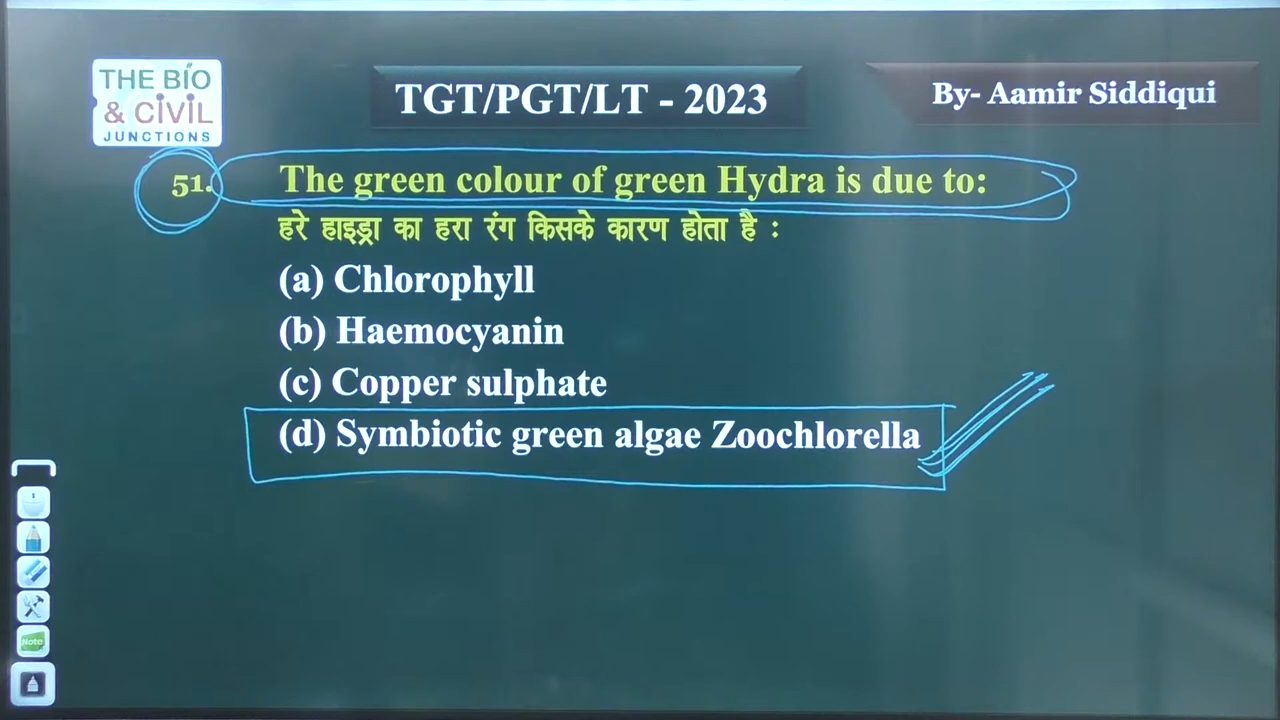 THE BIO
& CIVIL
JUNCTIONS
TGT/PGT/LT - 2023
By- Aamir Siddiqui
51. The green colour of green Hydra is due to:
हरे हाइड्रा का हरा रंग किसके कारण होता है :
(a) Chlorophyll
(b) Haemocyanin
(c) Copper sulphate
(d) Symbiotic green algae Zoochlorella
Note